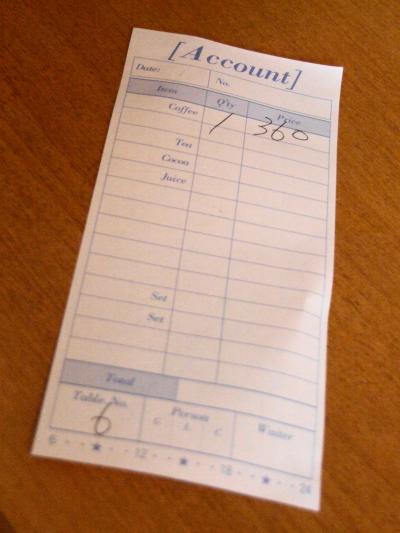 [Account]
Date: No.
Item Q'ty Price
Coffee 1 360
Tea
Cocoa
Juice
Set
Set
Total
Table No. Person Waiter
6 G L C
6 ・ ・ ★ ・ ・ 12 ・ ・ ★ ・ ・ 18 ・ ・ ★ ・ ・ 24